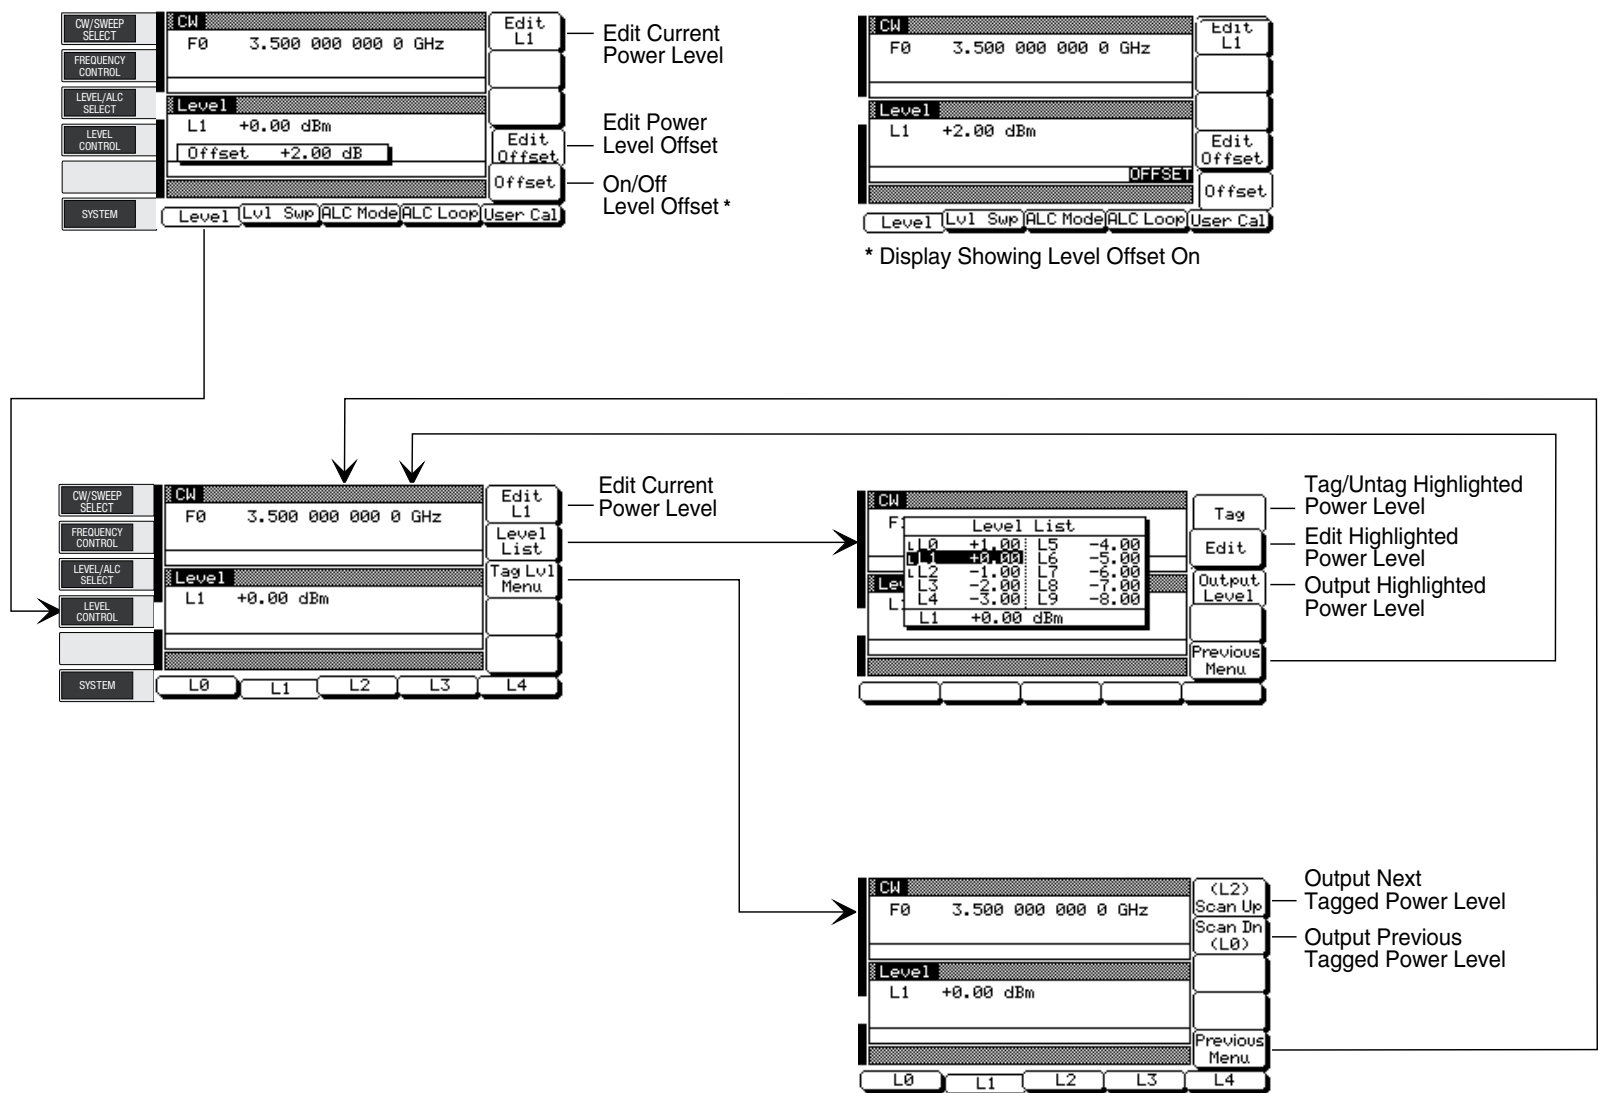 CW/SWEEP
SELECT
FREQUENCY
CONTROL
LEVEL/ALC
SELECT
LEVEL
CONTROL
SYSTEM
CW
F0 3.500 000 000 0 GHz
Level
L1 +0.00 dBm
Offset +2.00 dB
Edit
L1
Edit
Offset
Offset
Level Lvl Swp ALC Mode ALC Loop User Cal
Edit Current
Power Level
Edit Power
Level Offset
On/Off
Level Offset *
CW
F0 3.500 000 000 0 GHz
Level
L1 +2.00 dBm
OFFSET
Edit
L1
Edit
Offset
Offset
Level Lvl Swp ALC Mode ALC Loop User Cal
* Display Showing Level Offset On
CW/SWEEP
SELECT
FREQUENCY
CONTROL
LEVEL/ALC
SELECT
LEVEL
CONTROL
SYSTEM
CW
F0 3.500 000 000 0 GHz
Level
L1 +0.00 dBm
Edit
L1
Level
List
Tag Lvl
Menu
L0 L1 L2 L3 L4
Edit Current
Power Level
CW
F
Level List
L L0 +1.00 L5 -4.00
L L1 +0.00 L6 -5.00
L L2 -1.00 L7 -6.00
L3 -2.00 L8 -7.00
L4 -3.00 L9 -8.00
L1 +0.00 dBm
Lev
L
Tag
Edit
Output
Level
Previous
Menu
Tag/Untag Highlighted
Power Level
Edit Highlighted
Power Level
Output Highlighted
Power Level
CW
F0 3.500 000 000 0 GHz
Level
L1 +0.00 dBm
(L2)
Scan Up
Scan Dn
(L0)
Previous
Menu
L0 L1 L2 L3 L4
Output Next
Tagged Power Level
Output Previous
Tagged Power Level